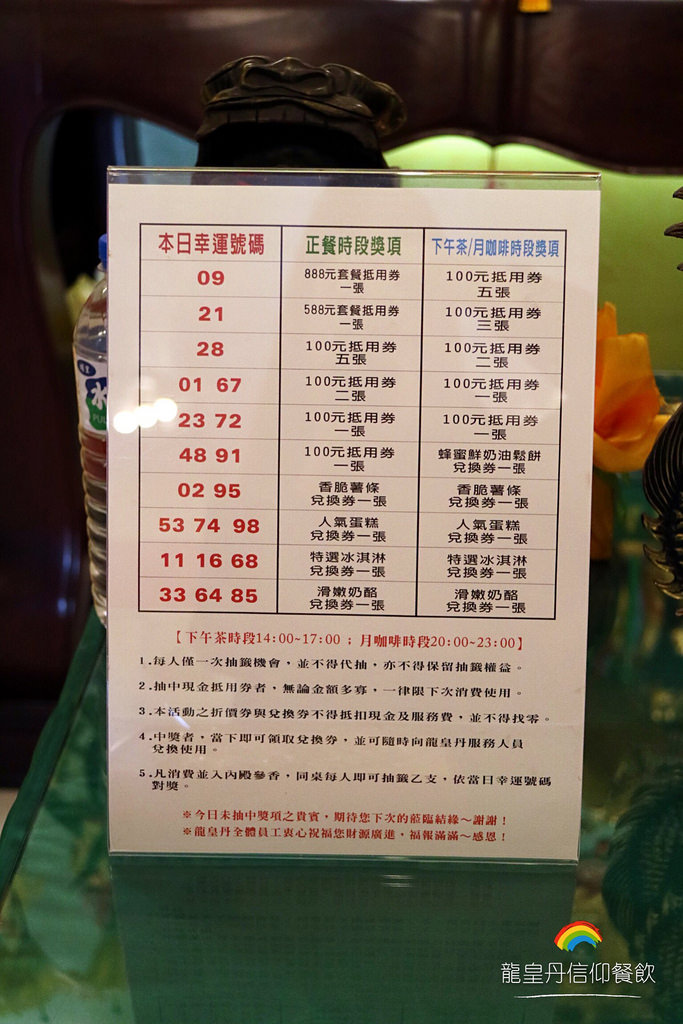 本日幸運號碼 正餐時段獎項 下午茶/月咖啡時段獎項
09 888元套餐抵用券 一張 100元抵用券 五張
21 588元套餐抵用券 一張 100元抵用券 三張
28 100元抵用券 五張 100元抵用券 二張
01 67 100元抵用券 二張 100元抵用券 一張
23 72 100元抵用券 一張 100元抵用券 一張
48 91 100元抵用券 一張 蜂蜜鮮奶油鬆餅 兌換券一張
02 95 香脆薯條 兌換券一張 香脆薯條 兌換券一張
53 74 98 人氣蛋糕 兌換券一張 人氣蛋糕 兌換券一張
11 16 68 特選冰淇淋 兌換券一張 特選冰淇淋 兌換券一張
33 64 85 滑嫩奶酪 兌換券一張 滑嫩奶酪 兌換券一張
【下午茶時段14:00~17:00 ; 月咖啡時段20:00~23:00】
1.每人僅一次抽籤機會，並不得代抽，亦不得保留抽籤權益。
2.抽中現金抵用券者，無論金額多寡，一律限下次消費使用。
3.本活動之折價券與兌換券不得抵扣現金及服務費，並不得找零。
4.中獎者，當下即可領取兌換券，並可隨時向龍皇丹服務人員
兌換使用。
5.凡消費並入內殿參香，同桌每人即可抽籤乙支，依當日幸運號碼
對獎。
※今日未抽中獎項之貴賓，期待您下次的蒞臨結緣～謝謝！
※龍皇丹全體員工衷心祝福您財源廣進，福報滿滿～感恩！
水
龍皇丹信仰餐飲